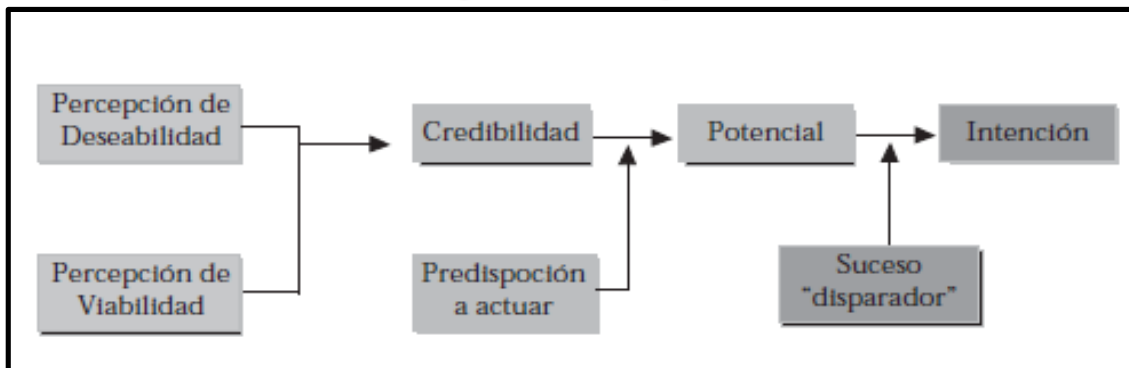 Percepción de
Deseabilidad
Credibilidad
Potencial
Intención
Percepción de
Viabilidad
Predispoción
a actuar
Suceso
“disparador”